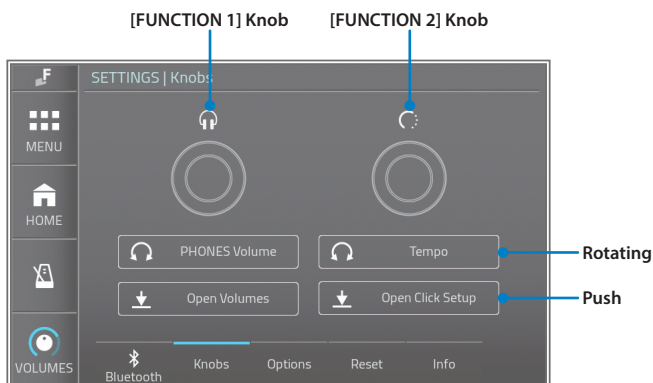 [FUNCTION 1] Knob [FUNCTION 2] Knob
F
SETTINGS | Knobs
MENU
HOME
PHONES Volume
Tempo
Rotating
Open Volumes
Open Click Setup
Push
VOLUMES
Bluetooth
Knobs
Options
Reset
Info